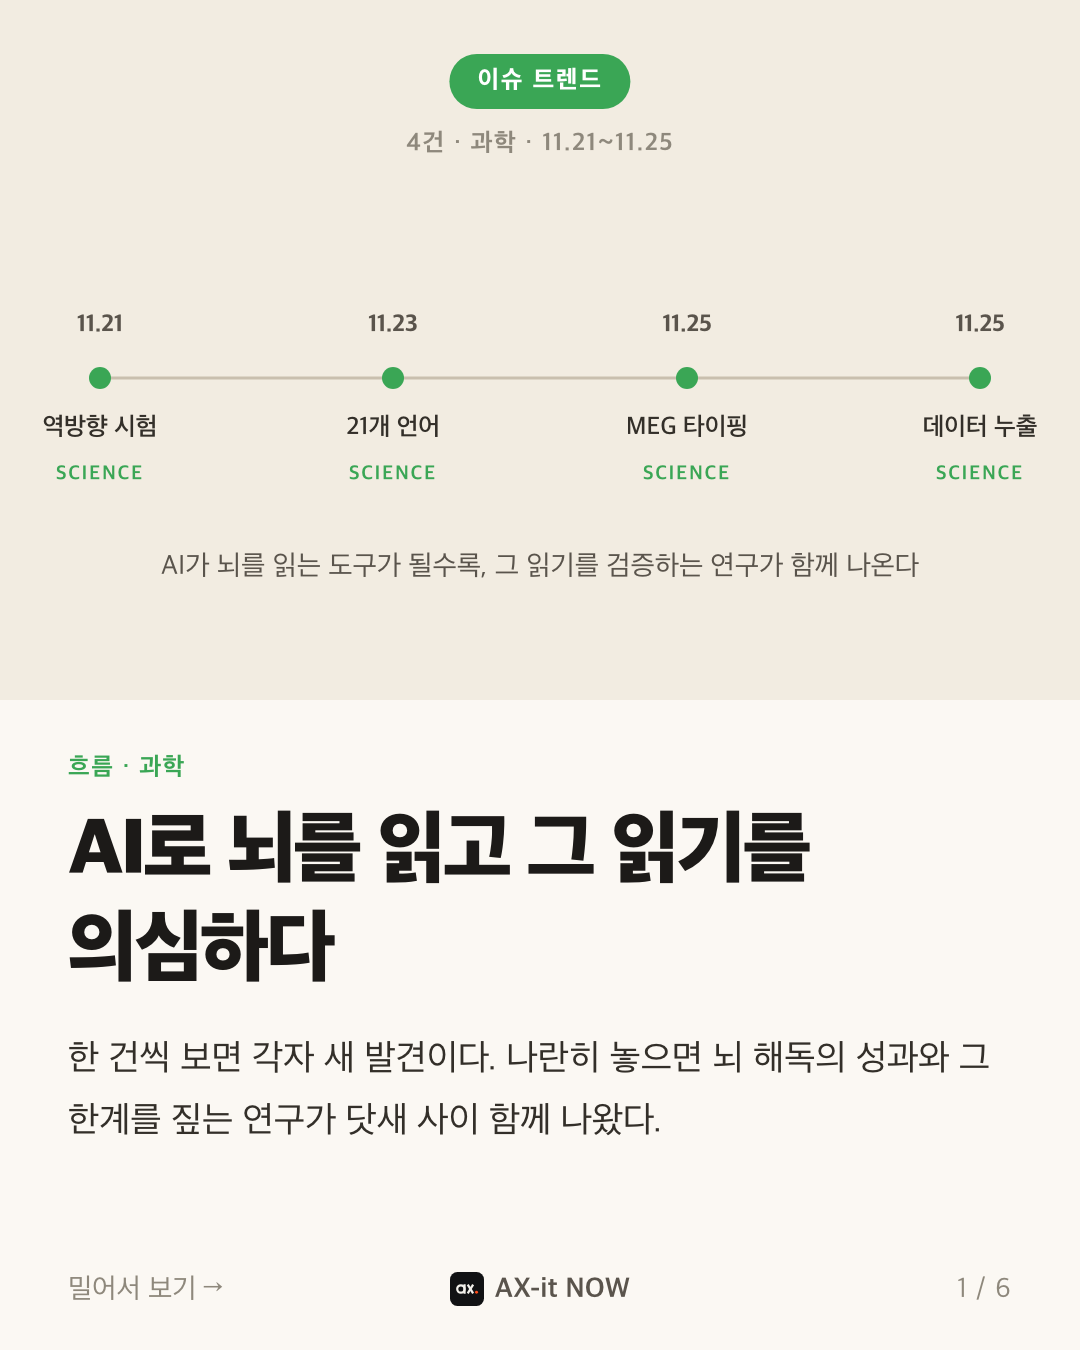 이슈 트렌드
4건 · 과학 · 11.21~11.25
11.21 11.23 11.25 11.25
역방향 시험 21개 언어 MEG 타이핑 데이터 누출
SCIENCE SCIENCE SCIENCE SCIENCE
AI가 뇌를 읽는 도구가 될수록, 그 읽기를 검증하는 연구가 함께 나온다
흐름 · 과학
AI로 뇌를 읽고 그 읽기를
의심하다
한 건씩 보면 각자 새 발견이다. 나란히 놓으면 뇌 해독의 성과와 그
한계를 짚는 연구가 닷새 사이 함께 나왔다.
밀어서 보기 → ax. AX-it NOW 1 / 6